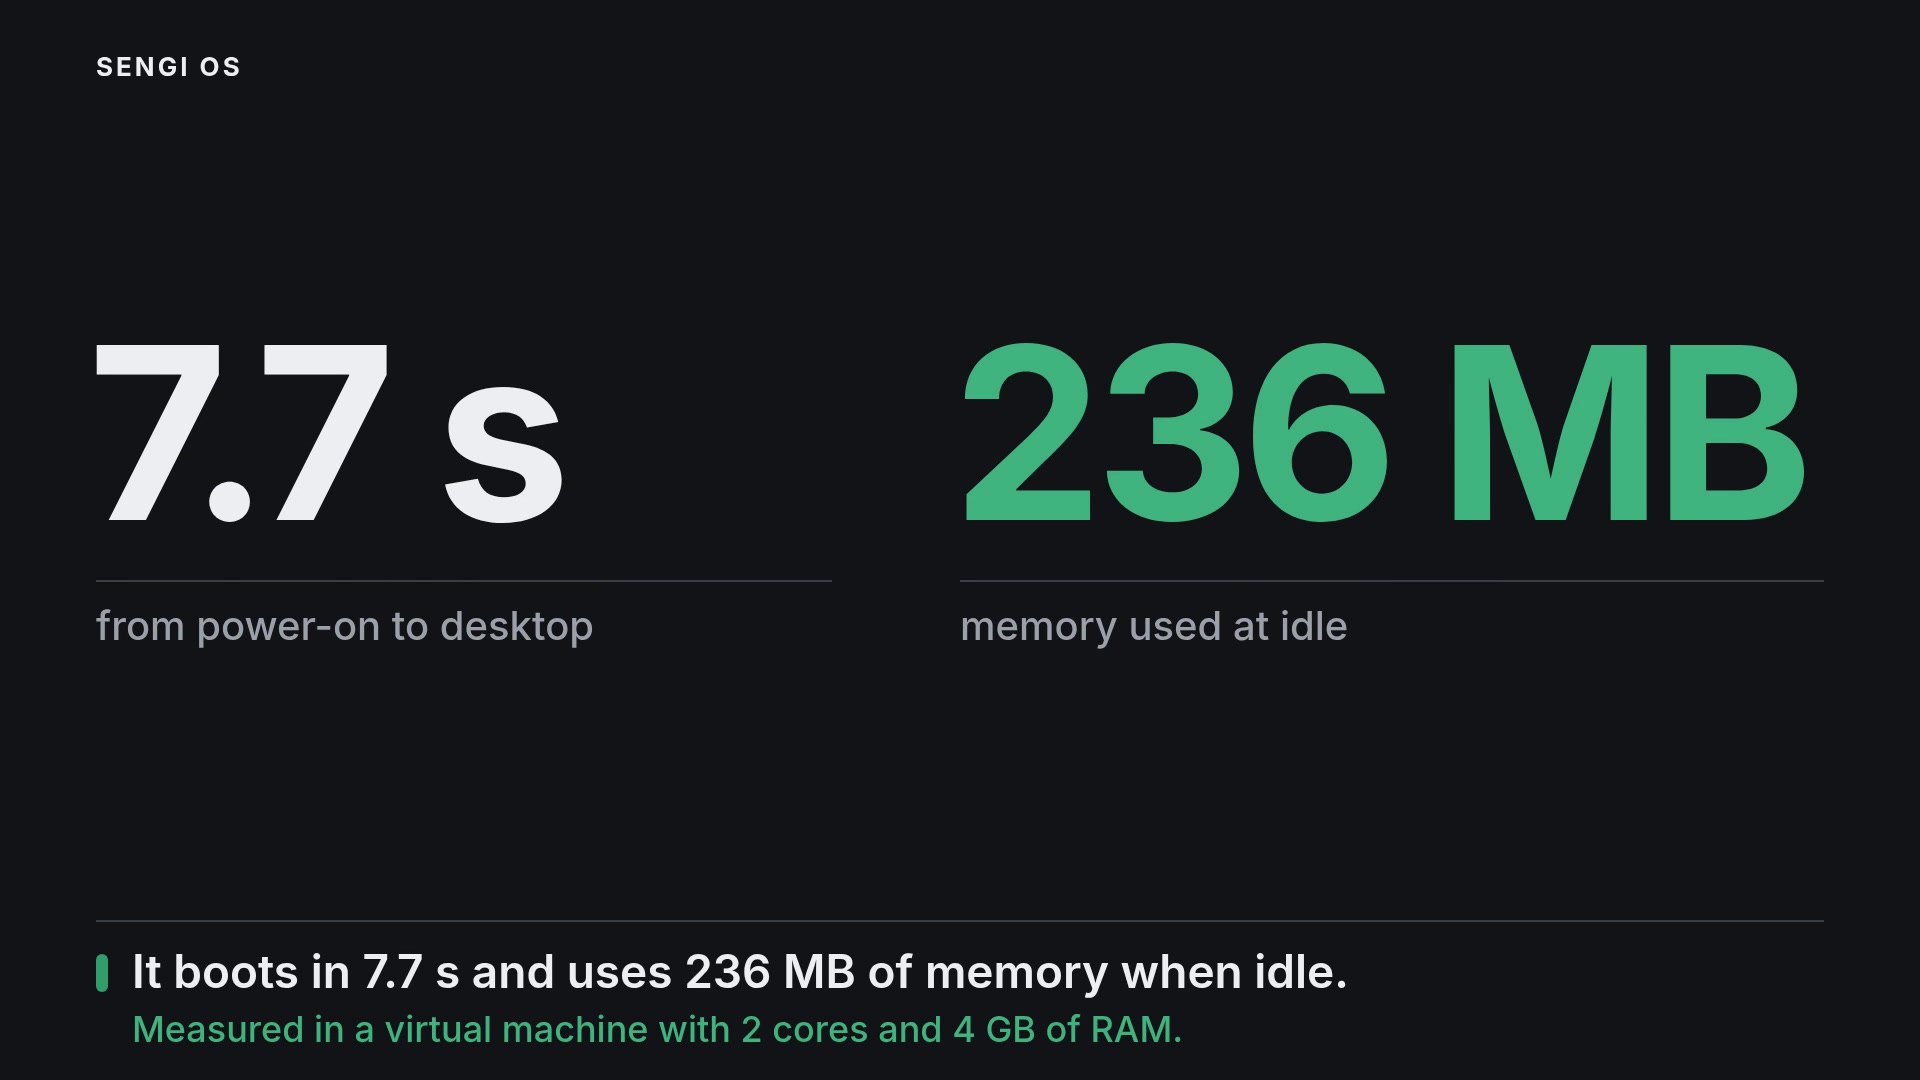 SENGI OS
7.7 s
236 MB
from power-on to desktop
memory used at idle
It boots in 7.7 s and uses 236 MB of memory when idle.
Measured in a virtual machine with 2 cores and 4 GB of RAM.